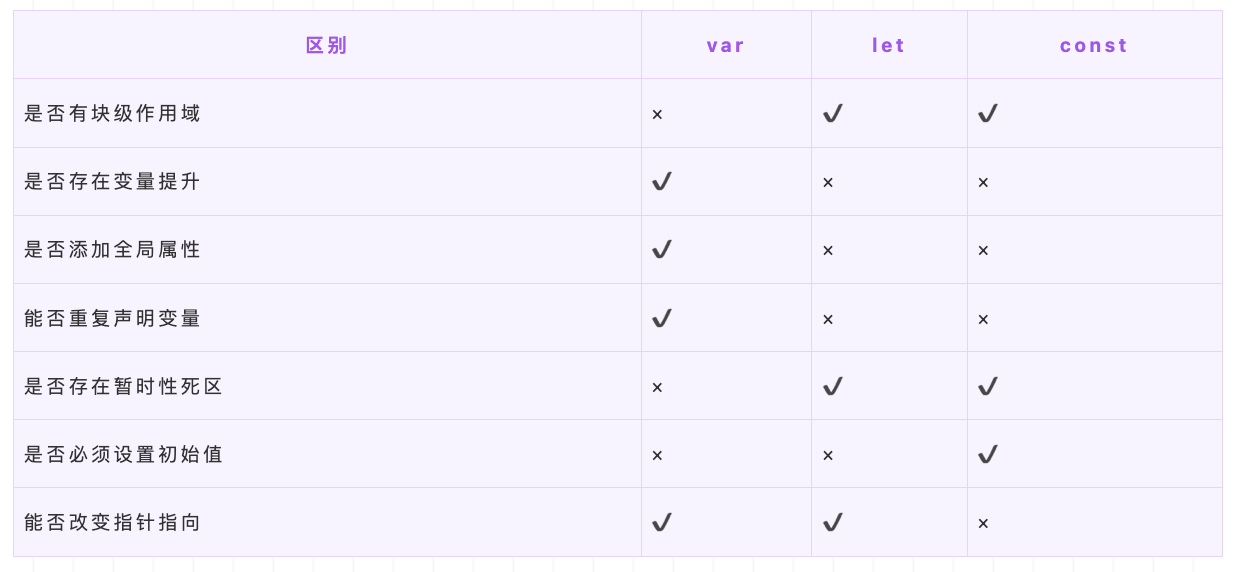 区别 var let const
是否有块级作用域 × ✔ ✔
是否存在变量提升 ✔ × ×
是否添加全局属性 ✔ × ×
能否重复声明变量 ✔ × ×
是否存在暂时性死区 × ✔ ✔
是否必须设置初始值 × × ✔
能否改变指针指向 ✔ ✔ ×